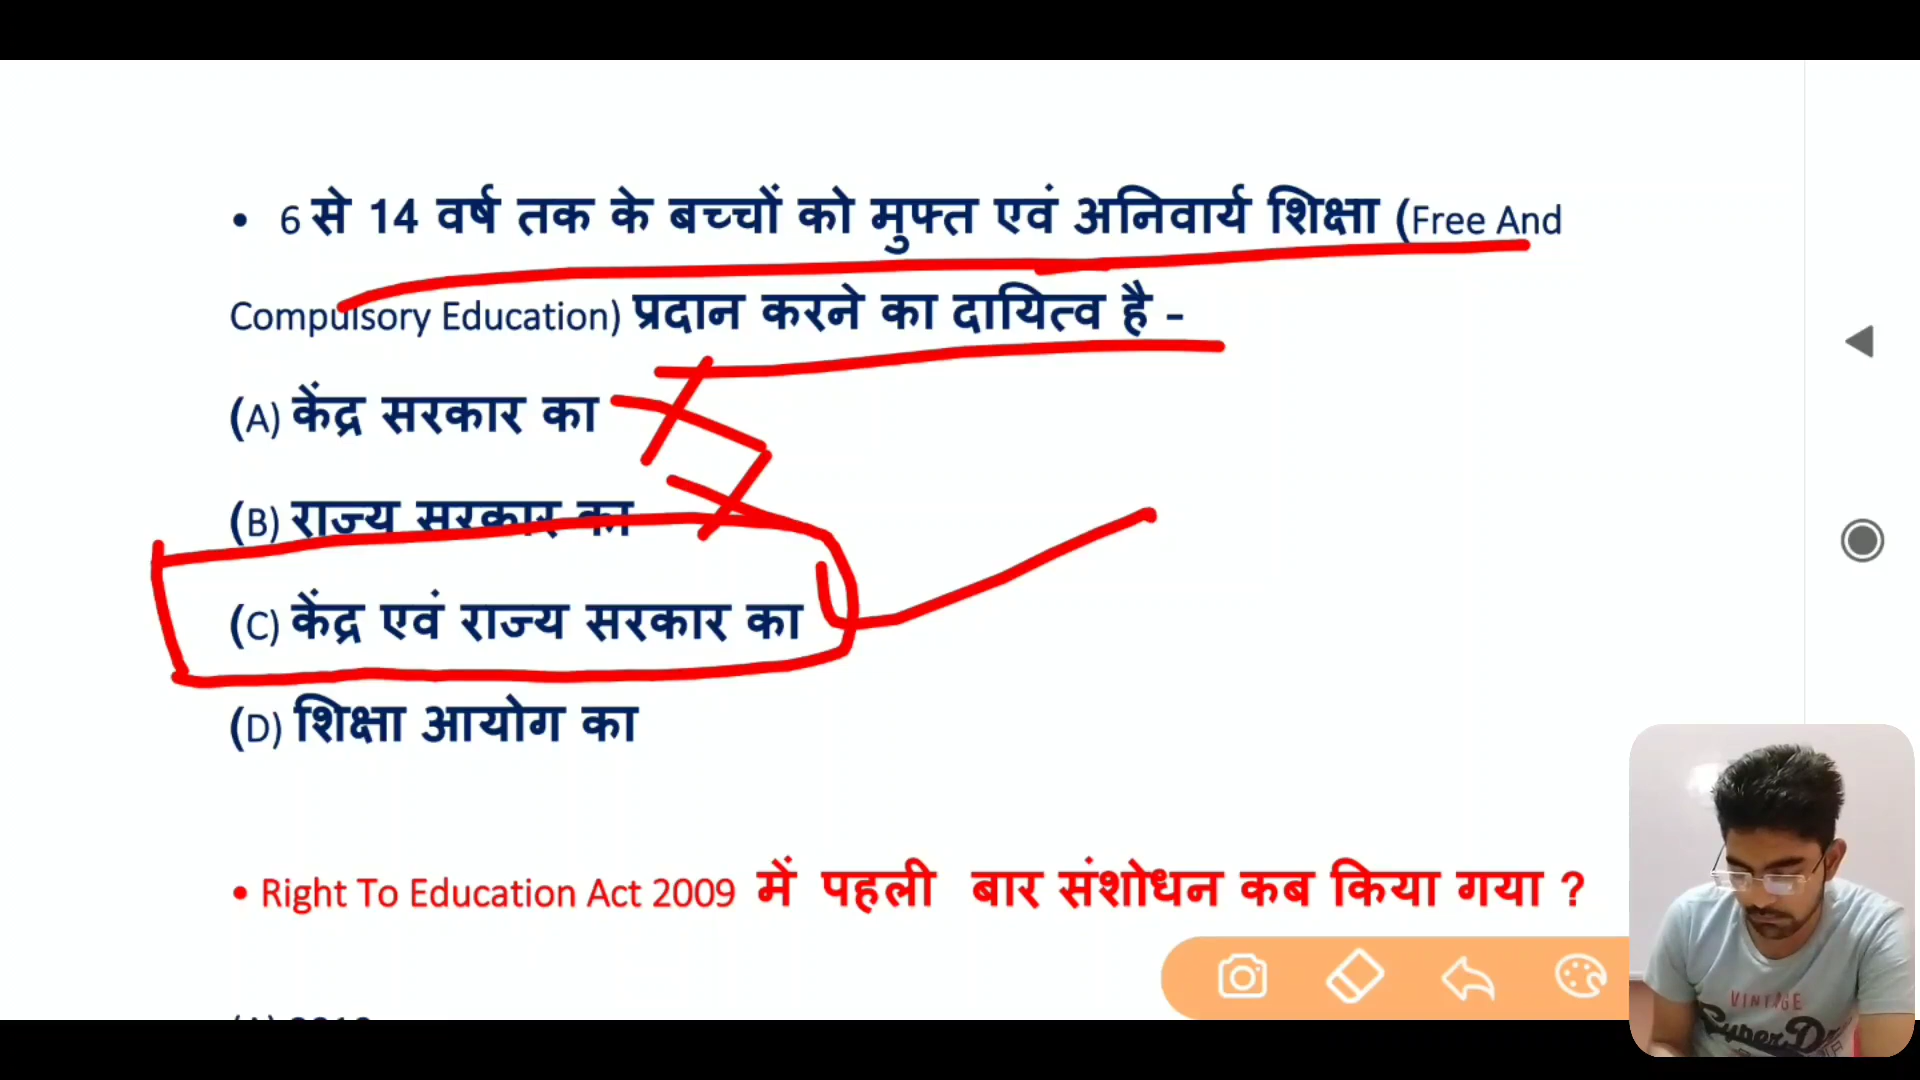 • 6 से 14 वर्ष तक के बच्चों को मुफ्त एवं अनिवार्य शिक्षा (Free And
Compulsory Education) प्रदान करने का दायित्व है -
(A) केंद्र सरकार का
(B) राज्य सरकार का
(C) केंद्र एवं राज्य सरकार का
(D) शिक्षा आयोग का
• Right To Education Act 2009 में पहली बार संशोधन कब किया गया ?
VINTAGE